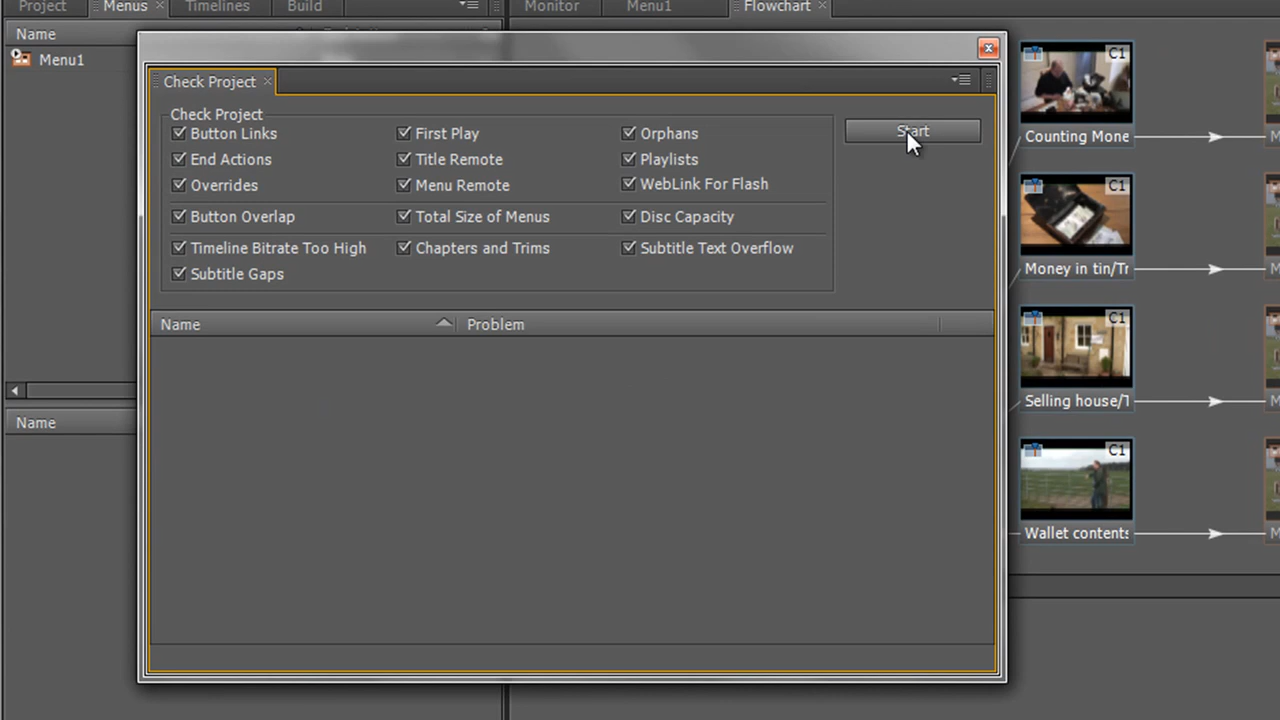 Project Menus Timelines Build Monitor Menu1 Flowchart
Name
Menu1
Check Project
Check Project
Button Links First Play Orphans
Start
End Actions Title Remote Playlists
Overrides Menu Remote WebLink For Flash
Button Overlap Total Size of Menus Disc Capacity
Timeline Bitrate Too High Chapters and Trims Subtitle Text Overflow
Subtitle Gaps
Name Problem
Name
C1
Counting Mone
C1
Money in tin/Tr
C1
Selling house/T
C1
Wallet contents